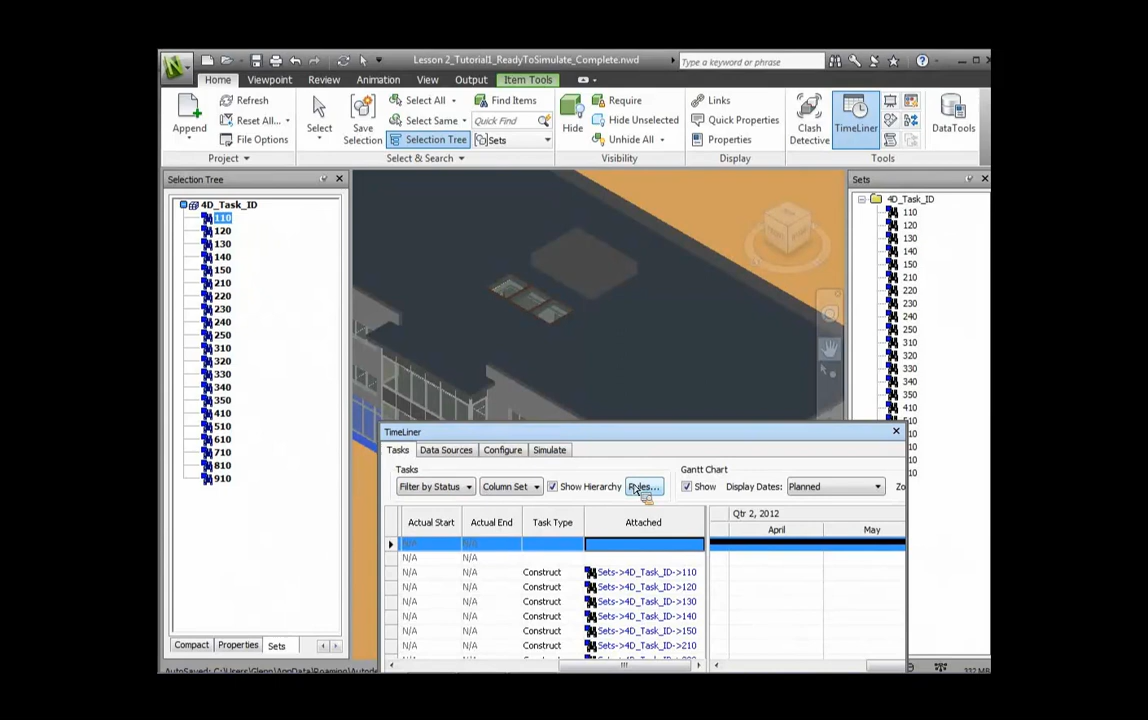 Lesson 2_Tutorial1_ReadyToSimulate_Complete.nwd
Type a keyword or phrase
Home Viewpoint Review Animation View Output Item Tools
Append
Refresh
Reset All...
File Options
Project
Select
Save Selection
Select All
Select Same
Selection Tree
Find Items
Quick Find
Sets
Select & Search
Hide
Require
Hide Unselected
Unhide All
Visibility
Links
Quick Properties
Properties
Display
Clash Detective
TimeLiner
DataTools
Tools
Selection Tree
4D_Task_ID
110
120
130
140
150
210
220
230
240
250
310
320
330
340
350
410
510
610
710
810
910
Compact Properties Sets
Sets
4D_Task_ID
110
120
130
140
150
210
220
230
240
250
310
320
330
340
350
410
TimeLiner
Tasks Data Sources Configure Simulate
Tasks
Filter by Status Column Set Show Hierarchy Rules...
Gantt Chart
Show Display Dates: Planned Zo
Actual Start Actual End Task Type Attached
Qtr 2, 2012
April May
N/A N/A
N/A N/A
N/A N/A Construct Sets->4D_Task_ID->110
N/A N/A Construct Sets->4D_Task_ID->120
N/A N/A Construct Sets->4D_Task_ID->130
N/A N/A Construct Sets->4D_Task_ID->140
N/A N/A Construct Sets->4D_Task_ID->150
N/A N/A Construct Sets->4D_Task_ID->210